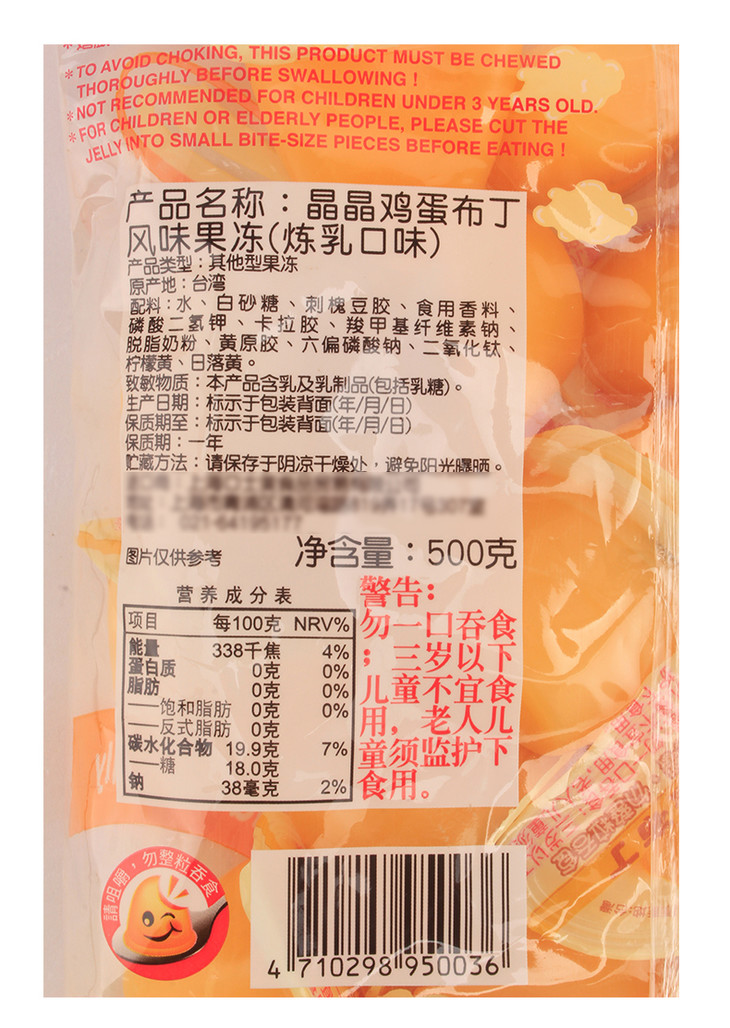 *TO AVOID CHOKING, THIS PRODUCT MUST BE CHEWED
THOROUGHLY BEFORE SWALLOWING !
*NOT RECOMMENDED FOR CHILDREN UNDER 3 YEARS OLD.
*FOR CHILDREN OR ELDERLY PEOPLE, PLEASE CUT THE
JELLY INTO SMALL BITE-SIZE PIECES BEFORE EATING !
产品名称：晶晶鸡蛋布丁
风味果冻(炼乳口味)
产品类型：其他型果冻
原产地：台湾
配料：水、白砂糖、刺槐豆胶、食用香料、
磷酸二氢钾、卡拉胶、羧甲基纤维素钠、
脱脂奶粉、黄原胶、六偏磷酸钠、二氧化钛、
柠檬黄、日落黄。
致敏物质：本产品含乳及乳制品(包括乳糖)。
生产日期：标示于包装背面(年/月/日)
保质期至：标示于包装背面(年/月/日)
保质期：一年
贮藏方法：请保存于阴凉干燥处，避免阳光曝晒。
021-64195177
图片仅供参考
净含量：500克
营养成分表
项目 每100克 NRV%
能量 338千焦 4%
蛋白质 0克 0%
脂肪 0克 0%
——饱和脂肪 0克 0%
——反式脂肪 0克
碳水化合物 19.9克 7%
——糖 18.0克
钠 38毫克 2%
警告：
勿一口吞食
；三岁以下
儿童不宜食
用，老人儿
童须监护下
食用。
請咀嚼，勿整粒吞食
4 710298 950036